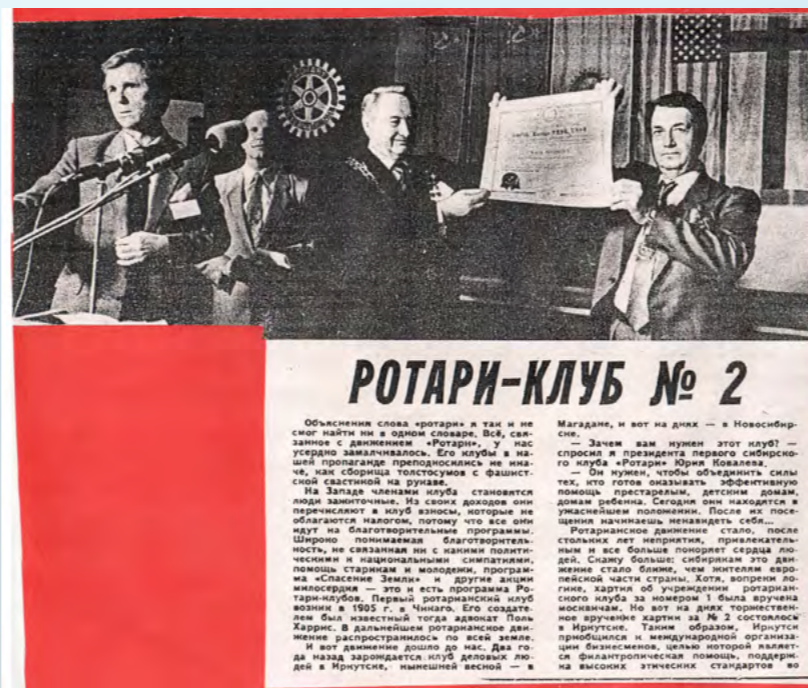 РОТАРИ-КЛУБ № 2
Объяснения слова «ротари» я так и не
смог найти ни в одном словаре. Всё, свя-
занное с движением «Ротари», у нас
усердно замалчивалось. Его клубы в на-
шей пропаганде преподносились не ина-
че, как сборища толстосумов с фашист-
ской свастикой на рукаве.
На Западе членами клуба становятся
люди зажиточные. Из своих доходов они
перечисляют в клуб взносы, которые не
облагаются налогом, потому что все они
идут на благотворительные программы.
Широко понимаемая благотворитель-
ность, не связанная ни с какими полити-
ческими и национальными симпатиями,
помощь старикам и молодежи, програм-
ма «Спасение Земли» и другие акции
милосердия — это и есть программа Ро-
тари-клубов. Первый ротарианский клуб
возник в 1905 г. в Чикаго. Его создате-
лем был известный тогда адвокат Поль
Харрис. В дальнейшем ротарианское дви-
жение распространилось по всей земле.
И вот движение дошло до нас. Два го-
да назад зарождается клуб деловых лю-
дей в Иркутске, нынешней весной — в
Магадане, и вот на днях — в Новосибир-
ске.
— Зачем вам нужен этот клуб? —
спросил я президента первого сибирско-
го клуба «Ротари» Юрия Ковалева.
— Он нужен, чтобы объединить силы
тех, кто готов оказывать эффективную
помощь престарелым, детским домам,
домам ребенка. Сегодня они находятся в
ужаснейшем положении. После их посе-
щения начинаешь ненавидеть себя...
Ротарианское движение стало, после
стольких лет неприятия, привлекатель-
ным и все больше покоряет сердца лю-
дей. Скажу больше: сибирякам это дви-
жение стало ближе, чем жителям евро-
пейской части страны. Хотя, вопреки ло-
гике, хартия об учреждении ротариан-
ского клуба за номером 1 была вручена
москвичам. Но вот на днях торжествен-
ное вручение хартии за № 2 состоялось
в Иркутске. Таким образом, Иркутск
приобщился к международной организа-
ции бизнесменов, целью которой являет-
ся филантропическая помощь, поддерж-
ка высоких этических стандартов во